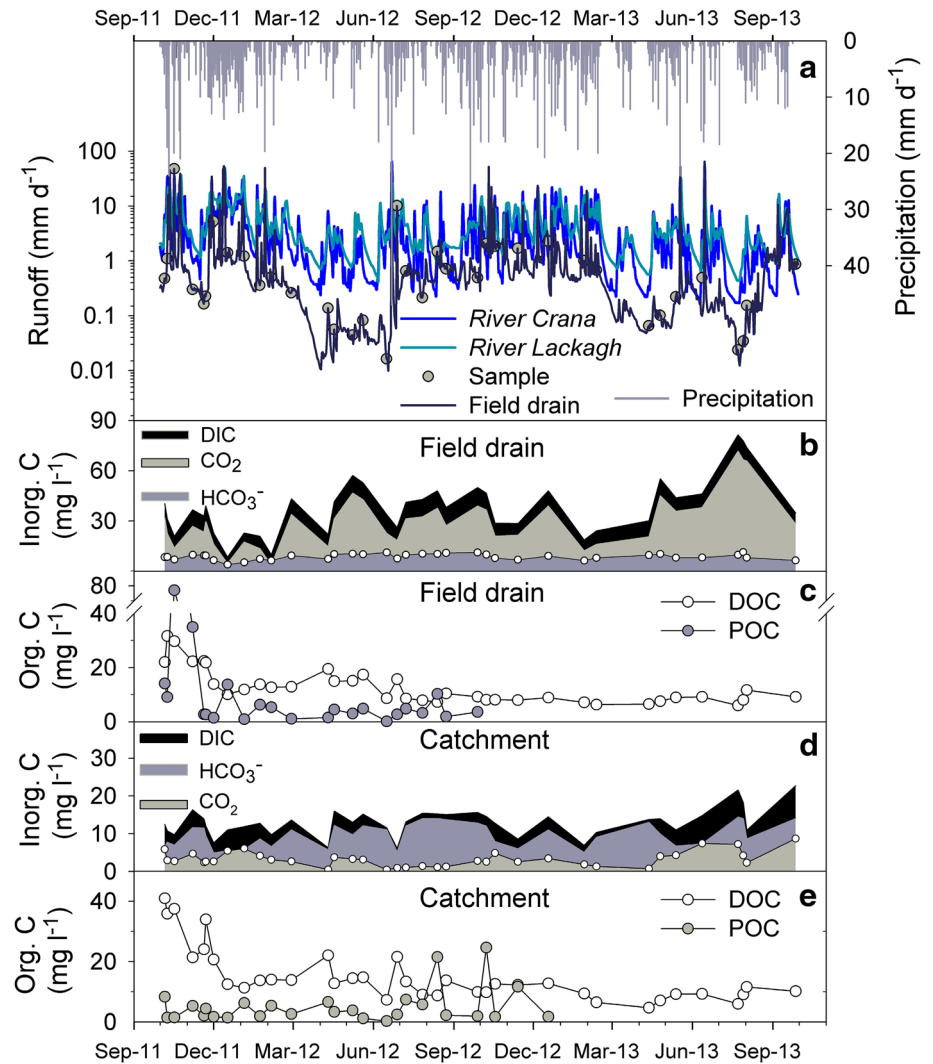 Sep-11 Dec-11 Mar-12 Jun-12 Sep-12 Dec-12 Mar-13 Jun-13 Sep-13
a
0
10
20
30
40
Precipitation (mm d-1)
100
10
1
0.1
0.01
Runoff (mm d-1)
River Crana
River Lackagh
Sample
Field drain
Precipitation
90
60
30
Inorg. C
(mg l-1)
DIC
CO2
HCO3−
Field drain
b
80
40
20
0
Org. C
(mg l-1)
Field drain
c
DOC
POC
30
20
10
0
Inorg. C
(mg l-1)
DIC
HCO3−
CO2
Catchment
d
40
20
0
Org. C
(mg l-1)
Catchment
e
DOC
POC
Sep-11 Dec-11 Mar-12 Jun-12 Sep-12 Dec-12 Mar-13 Jun-13 Sep-13